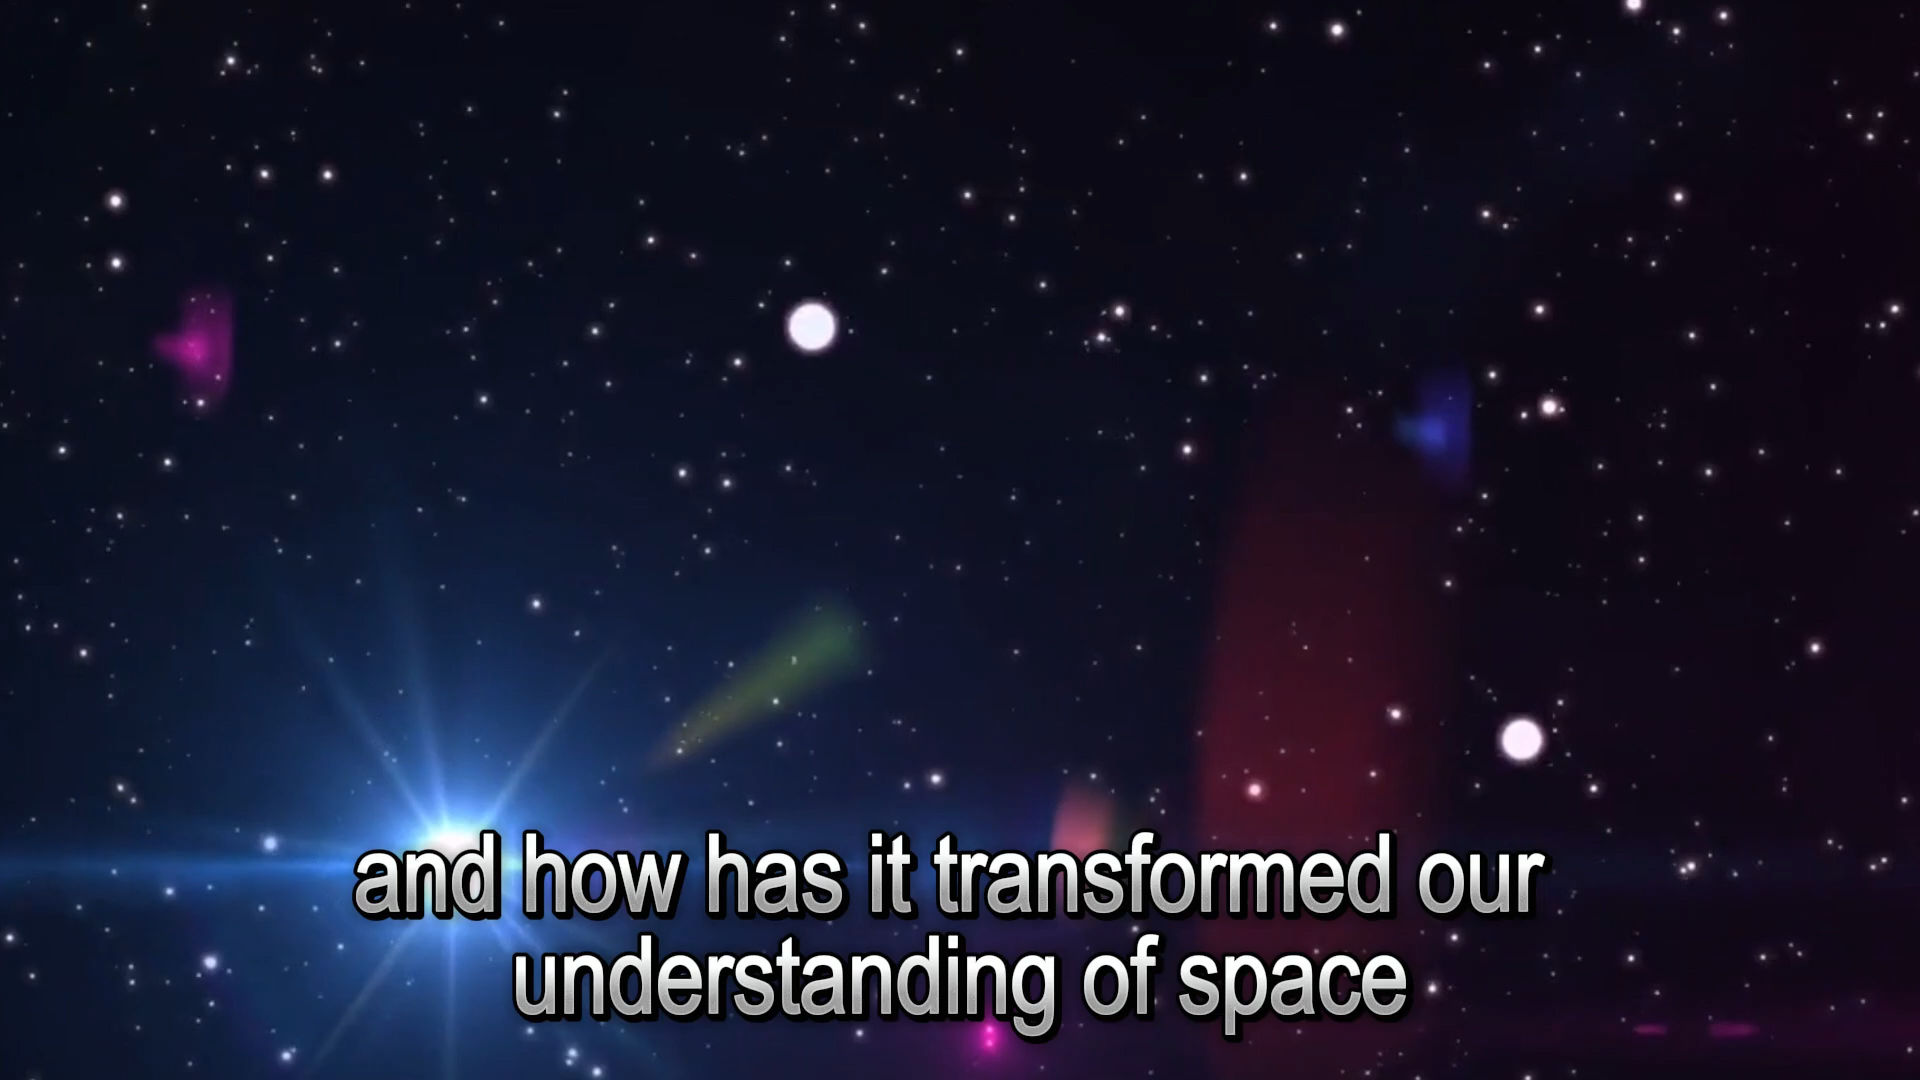 and how has it transformed our
understanding of space